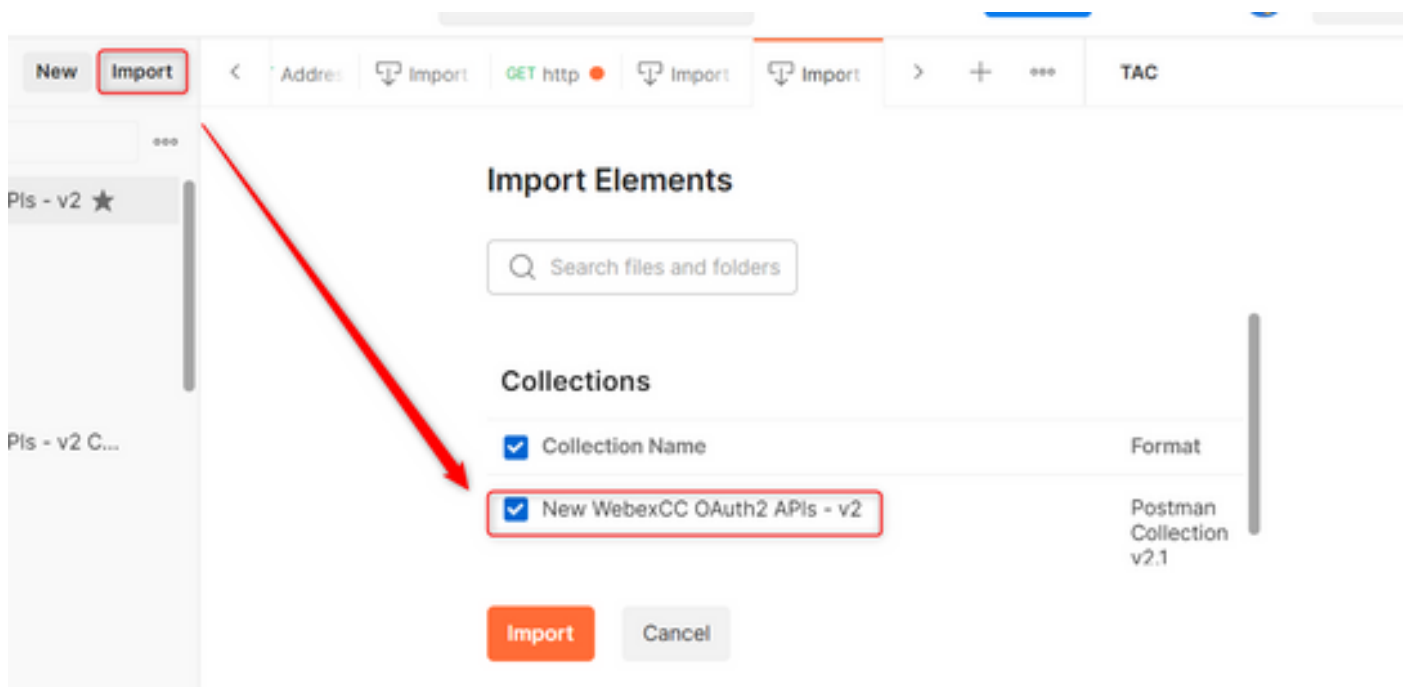 New Import
Addres
Import
GET http
Import
Import
TAC
PIs - v2
PIs - v2 C...
Import Elements
Search files and folders
Collections
Collection Name
Format
New WebexCC OAuth2 APIs - v2
Postman
Collection
v2.1
Import
Cancel